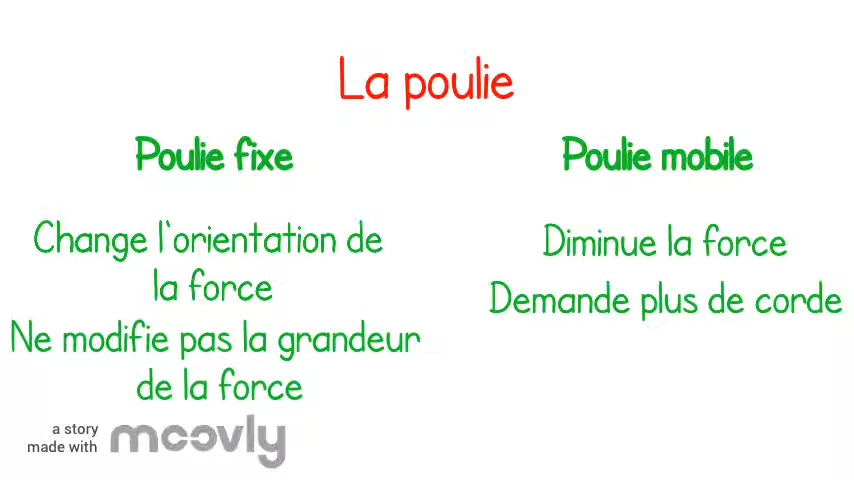 La poulie
Poulie fixe
Change l'orientation de
la force
Ne modifie pas la grandeur
de la force
Poulie mobile
Diminue la force
Demande plus de corde
a story
made with
moovly